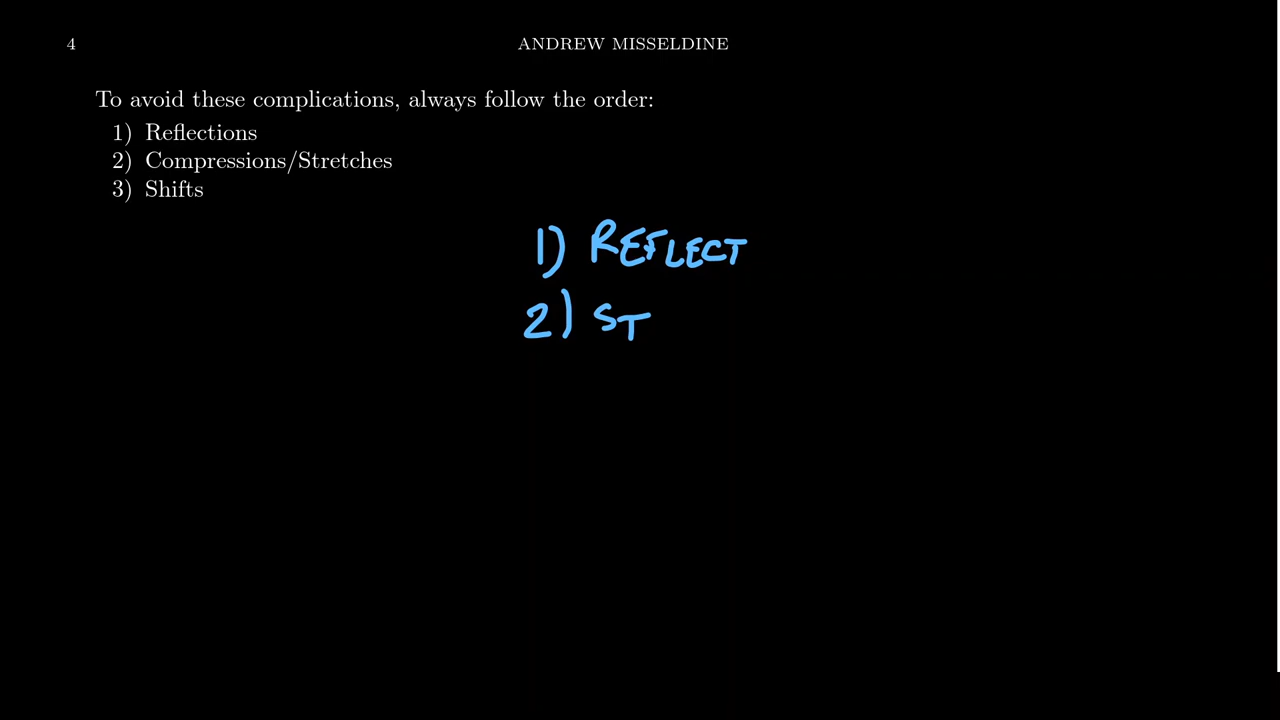 4 ANDREW MISSELDINE
To avoid these complications, always follow the order:
1) Reflections
2) Compressions/Stretches
3) Shifts
1) REFLECT
2) ST